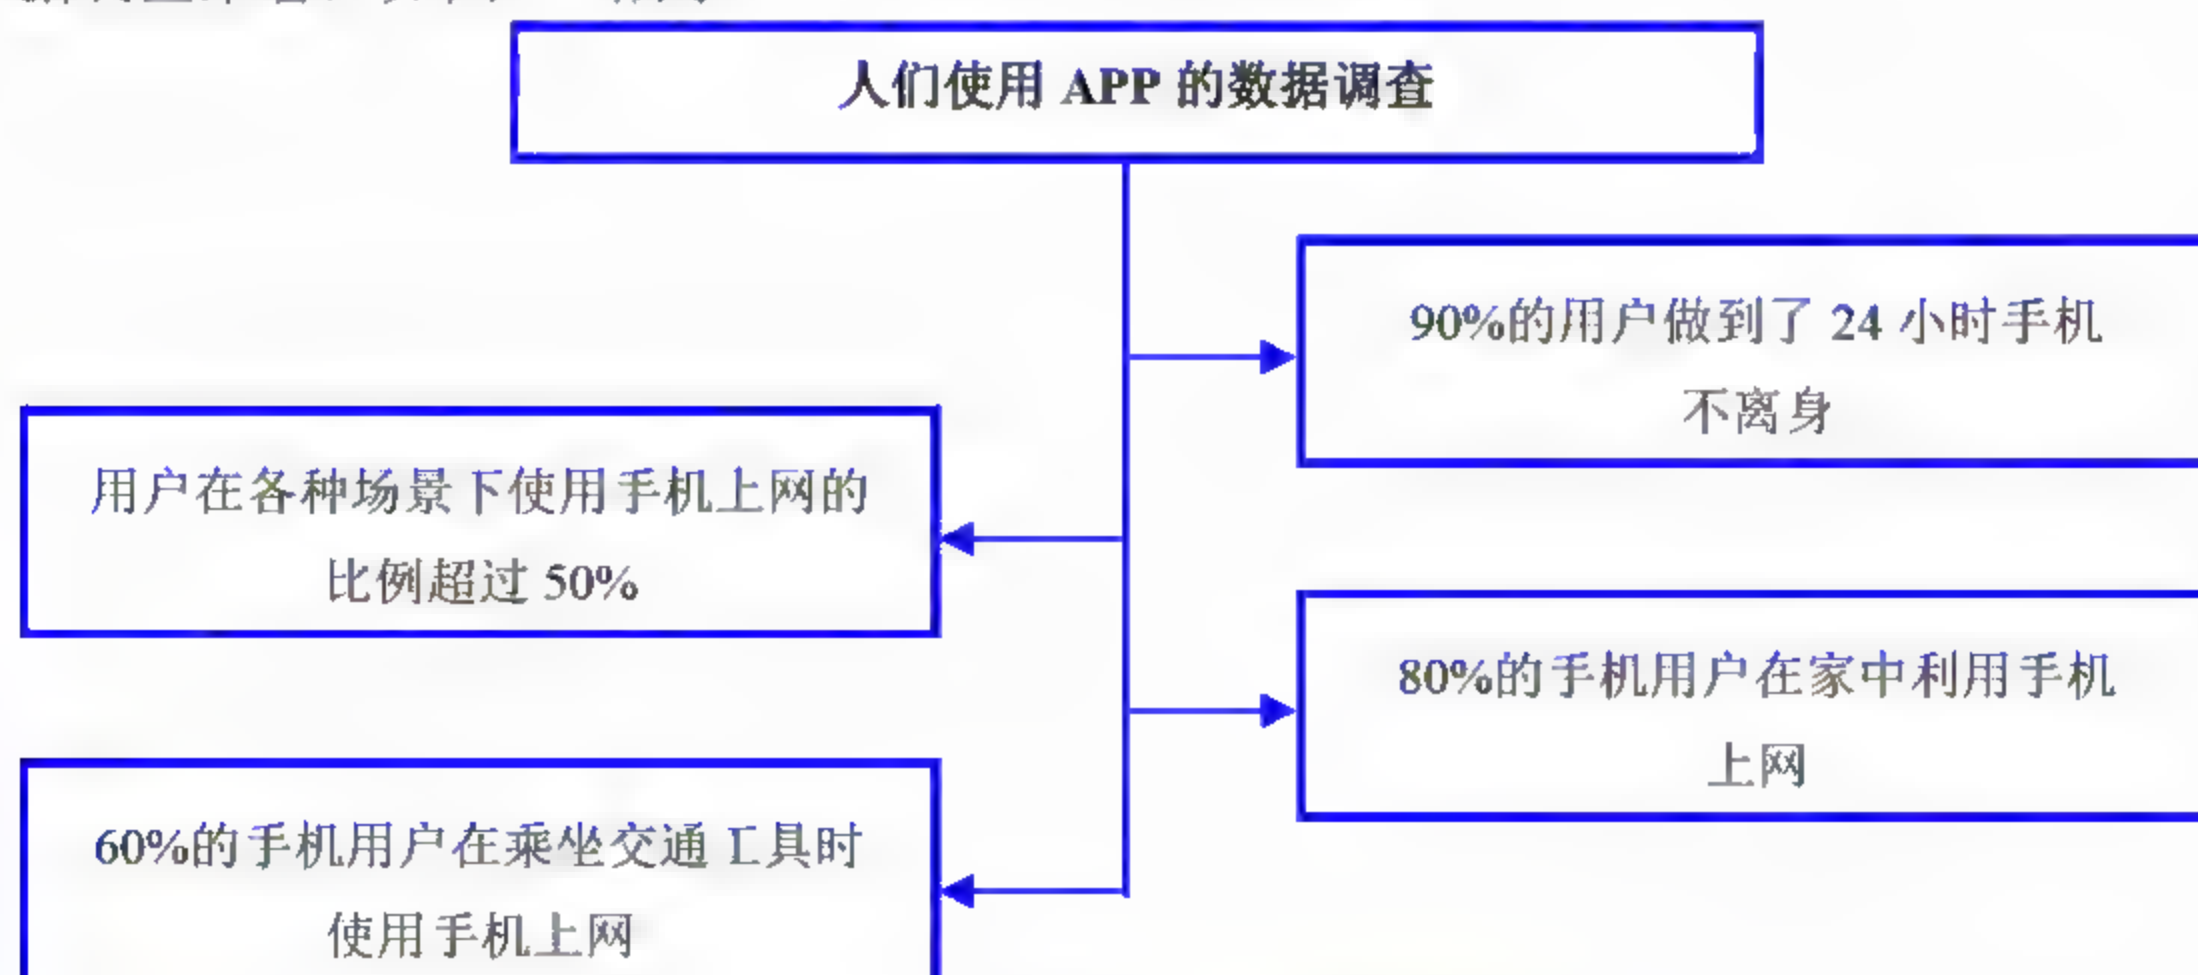 人们使用 APP 的数据调查
90%的用户做到了 24 小时手机
不离身
用户在各种场景下使用手机上网的
比例超过 50%
80%的手机用户在家中利用手机
上网
60%的手机用户在乘坐交通工具时
使用手机上网